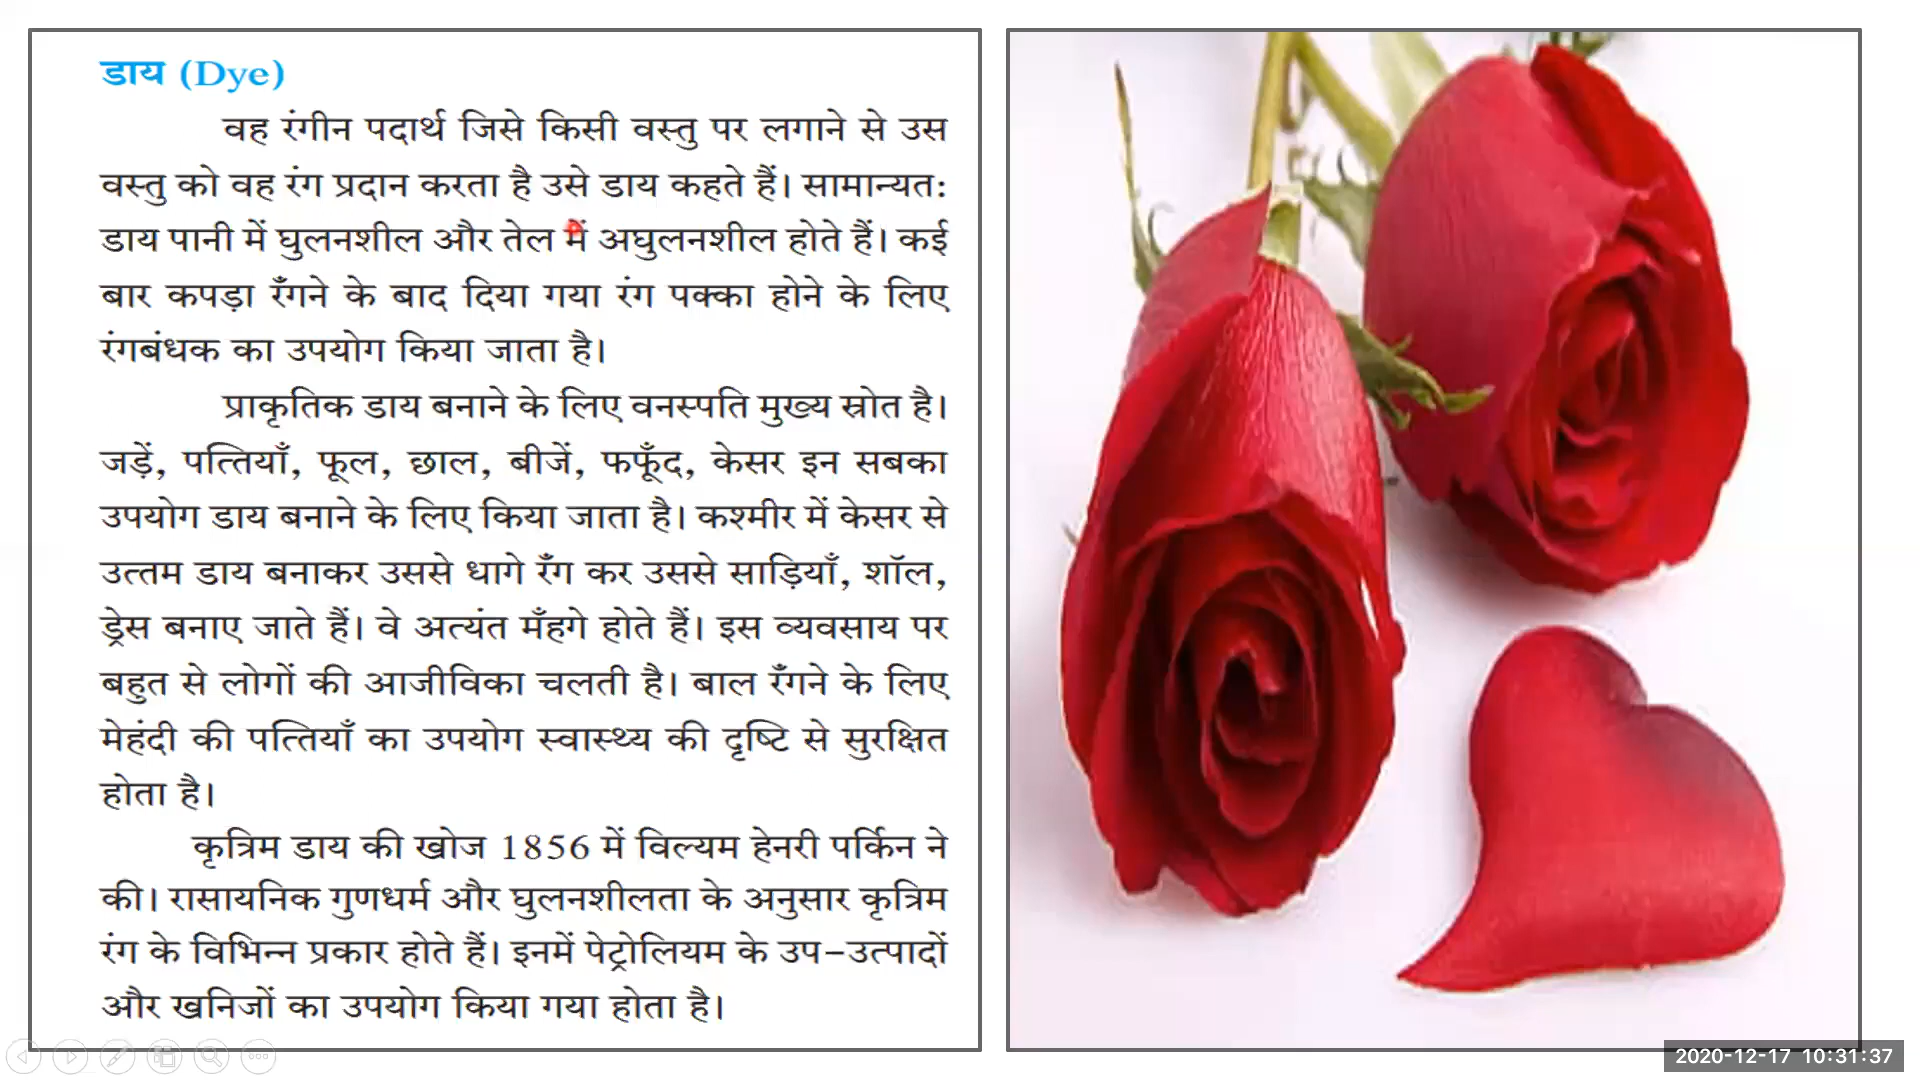 डाय (Dye)
वह रंगीन पदार्थ जिसे किसी वस्तु पर लगाने से उस
वस्तु को वह रंग प्रदान करता है उसे डाय कहते हैं। सामान्यत:
डाय पानी में घुलनशील और तेल में अघुलनशील होते हैं। कई
बार कपड़ा रँगने के बाद दिया गया रंग पक्का होने के लिए
रंगबंधक का उपयोग किया जाता है।
प्राकृतिक डाय बनाने के लिए वनस्पति मुख्य स्रोत है।
जड़ें, पत्तियाँ, फूल, छाल, बीजें, फफूँद, केसर इन सबका
उपयोग डाय बनाने के लिए किया जाता है। कश्मीर में केसर से
उत्तम डाय बनाकर उससे धागे रँग कर उससे साड़ियाँ, शॉल,
ड्रेस बनाए जाते हैं। वे अत्यंत मँहगे होते हैं। इस व्यवसाय पर
बहुत से लोगों की आजीविका चलती है। बाल रँगने के लिए
मेहंदी की पत्तियाँ का उपयोग स्वास्थ्य की दृष्टि से सुरक्षित
होता है।
कृत्रिम डाय की खोज 1856 में विल्यम हेनरी पर्किन ने
की। रासायनिक गुणधर्म और घुलनशीलता के अनुसार कृत्रिम
रंग के विभिन्न प्रकार होते हैं। इनमें पेट्रोलियम के उप-उत्पादों
और खनिजों का उपयोग किया गया होता है।
2020-12-17 10:31:37